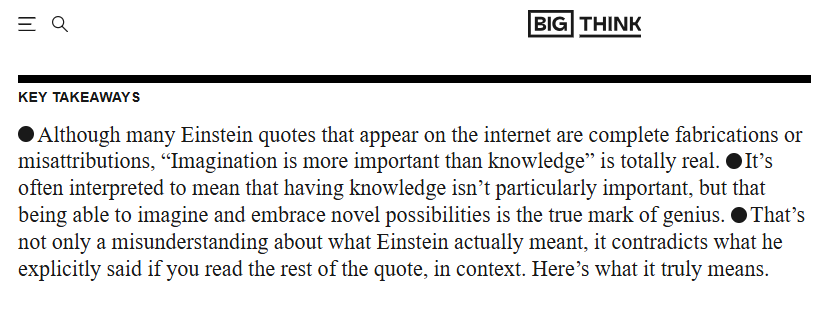 BIG THINK
KEY TAKEAWAYS
● Although many Einstein quotes that appear on the internet are complete fabrications or
misattributions, “Imagination is more important than knowledge” is totally real. ● It’s
often interpreted to mean that having knowledge isn’t particularly important, but that
being able to imagine and embrace novel possibilities is the true mark of genius. ● That’s
not only a misunderstanding about what Einstein actually meant, it contradicts what he
explicitly said if you read the rest of the quote, in context. Here’s what it truly means.